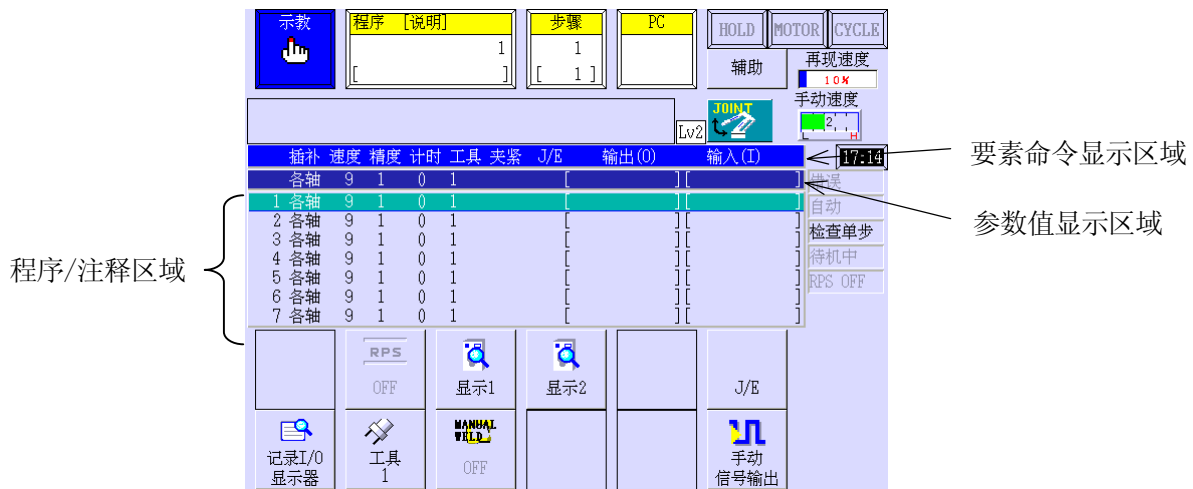 示教
程序 [说明]
1
[ ]
步骤
1
[ 1 ]
PC
HOLD MOTOR CYCLE
辅助
再现速度
10%
手动速度
2
L H
Lv2
JOINT
插补 速度 精度 计时 工具 夹紧 J/E 输出(O) 输入(I)
17:14
各轴 9 1 0 1 [ ][ ]
1 各轴 9 1 0 1 [ ][ ]
2 各轴 9 1 0 1 [ ][ ]
3 各轴 9 1 0 1 [ ][ ]
4 各轴 9 1 0 1 [ ][ ]
5 各轴 9 1 0 1 [ ][ ]
6 各轴 9 1 0 1 [ ][ ]
7 各轴 9 1 0 1 [ ][ ]
错误
自动
检查单步
待机中
RPS OFF
要素命令显示区域
参数值显示区域
程序/注释区域
RPS
OFF
显示1
显示2
J/E
记录I/O
显示器
工具
1
MANUAL
WELD
OFF
手动
信号输出